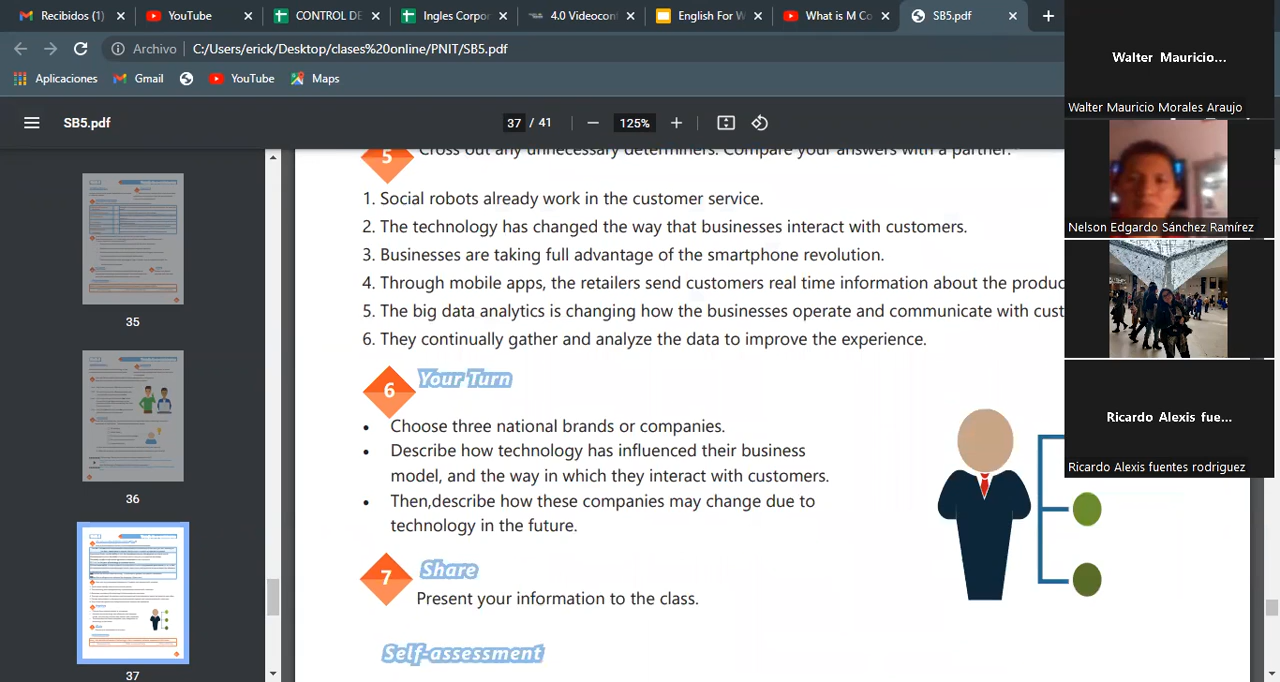 Recibidos (1)
YouTube
CONTROL DE
Ingles Corpor
4.0 Videocon
English For W
What is M Co
SB5.pdf
Archivo
C:/Users/erick/Desktop/clases%20online/PNIT/SB5.pdf
Aplicaciones
Gmail
YouTube
Maps
SB5.pdf
37 / 41
125%
35
36
37
5
Cross out any unnecessary determiners. Compare your answers with a partner.
1. Social robots already work in the customer service.
2. The technology has changed the way that businesses interact with customers.
3. Businesses are taking full advantage of the smartphone revolution.
4. Through mobile apps, the retailers send customers real time information about the produc
5. The big data analytics is changing how the businesses operate and communicate with cust
6. They continually gather and analyze the data to improve the experience.
6
Your Turn
• Choose three national brands or companies.
• Describe how technology has influenced their business
model, and the way in which they interact with customers.
• Then,describe how these companies may change due to
technology in the future.
7
Share
Present your information to the class.
Self-assessment
Walter Mauricio...
Walter Mauricio Morales Araujo
Nelson Edgardo Sánchez Ramírez
Ricardo Alexis fue...
Ricardo Alexis fuentes rodriguez